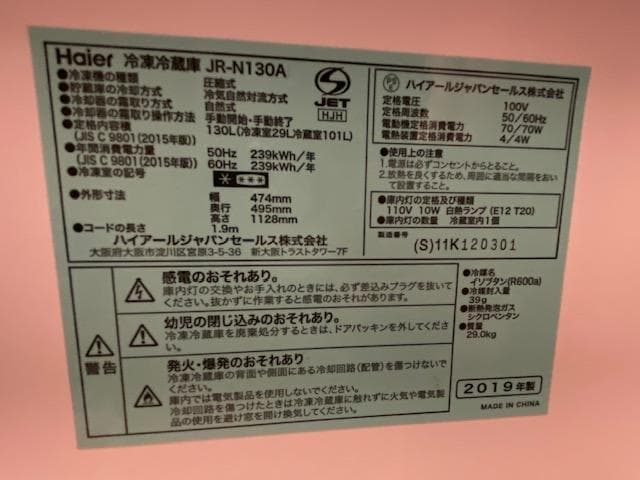 Haier 冷凍冷蔵庫 JR-N130A
●冷凍機の種類 圧縮式
●貯蔵庫の冷却方式 冷気自然対流方式
●冷却器の霜取り方式 自然式
●冷却器の霜取り操作方法 手動開始・手動終了
●定格内容積 130L(冷凍室29L冷蔵室101L)
(JIS C 9801(2015年版))
●年間消費電力量 50Hz 239kWh/年
(JIS C 9801(2015年版)) 60Hz 239kWh/年
●冷凍室の記号
●外形寸法 幅 474mm
奥行 495mm
高さ 1128mm
●コードの長さ 1.9m
ハイアールジャパンセールス株式会社
大阪府大阪市淀川区宮原3-5-36 新大阪トラストタワー7F
S
JET
HJH
PS
E
ハイアールジャパンセールス株式会社
定格電圧 100V
定格周波数 50/60Hz
電動機定格消費電力 70/70W
電熱装置定格消費電力 4/4W
●使用上の注意
1.電源は必ずコンセントからとること。
2.放熱を良くするため、周囲に適当な間隔をおい
て設置すること。
●庫内灯の定格及び種類
110V 10W 白熱ランプ (E12 T20)
●庫内灯の数量 冷蔵室内1個
製造番号 (S)11K120301
警告
感電のおそれあり。
庫内灯の交換やお手入れのときには、必ず差込みプラグを抜いて
ください。抜かずに作業すると感電のおそれあり。
幼児の閉じ込みのおそれあり。
冷凍冷蔵庫を廃棄処分するときは、ドアパッキンを外してください。
発火・爆発のおそれあり
冷凍冷蔵庫の背面や側面にある冷却回路(配管)を傷つけないで
ください。
庫内では電気製品を使用しないでください。
冷却回路を傷つけたときは冷凍冷蔵庫に触れずに火気や電気製
品の使用を避け窓を開け換気してください。
●冷媒名
イソブタン(R600a)
●冷媒封入量
39g
●断熱発泡ガス
シクロペンタン
●質量
29.0kg
2019年製
MADE IN CHINA